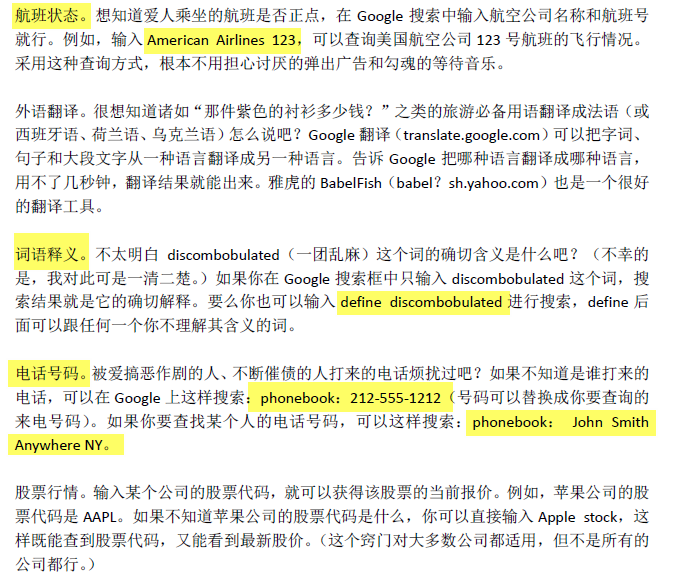 航班状态。想知道爱人乘坐的航班是否正点，在 Google 搜索中输入航空公司名称和航班号
就行。例如，输入 American Airlines 123，可以查询美国航空公司 123 号航班的飞行情况。
采用这种查询方式，根本不用担心讨厌的弹出广告和勾魂的等待音乐。
外语翻译。很想知道诸如“那件紫色的衬衫多少钱？”之类的旅游必备用语翻译成法语（或
西班牙语、荷兰语、乌克兰语）怎么说吧？Google 翻译（translate.google.com）可以把字词、
句子和大段文字从一种语言翻译成另一种语言。告诉 Google 把哪种语言翻译成哪种语言，
用不了几秒钟，翻译结果就能出来。雅虎的 BabelFish（babel？sh.yahoo.com）也是一个很好
的翻译工具。
词语释义。不太明白 discombobulated（一团乱麻）这个词的确切含义是什么吧？（不幸的
是，我对此可是一清二楚。）如果你在 Google 搜索框中只输入 discombobulated 这个词，搜
索结果就是它的确切解释。要么你也可以输入 define discombobulated 进行搜索，define 后
面可以跟任何一个你不理解其含义的词。
电话号码。被爱搞恶作剧的人、不断催债的人打来的电话烦扰过吧？如果不知道是谁打来的
电话，可以在 Google 上这样搜索：phonebook：212-555-1212（号码可以替换成你要查询的
来电号码）。如果你要查找某个人的电话号码，可以这样搜索：phonebook： John Smith
Anywhere NY。
股票行情。输入某个公司的股票代码，就可以获得该股票的当前报价。例如，苹果公司的股
票代码是 AAPL。如果不知道苹果公司的股票代码是什么，你可以直接输入 Apple stock，这
样既能查到股票代码，又能看到最新股价。（这个窍门对大多数公司都适用，但不是所有的
公司都行。）